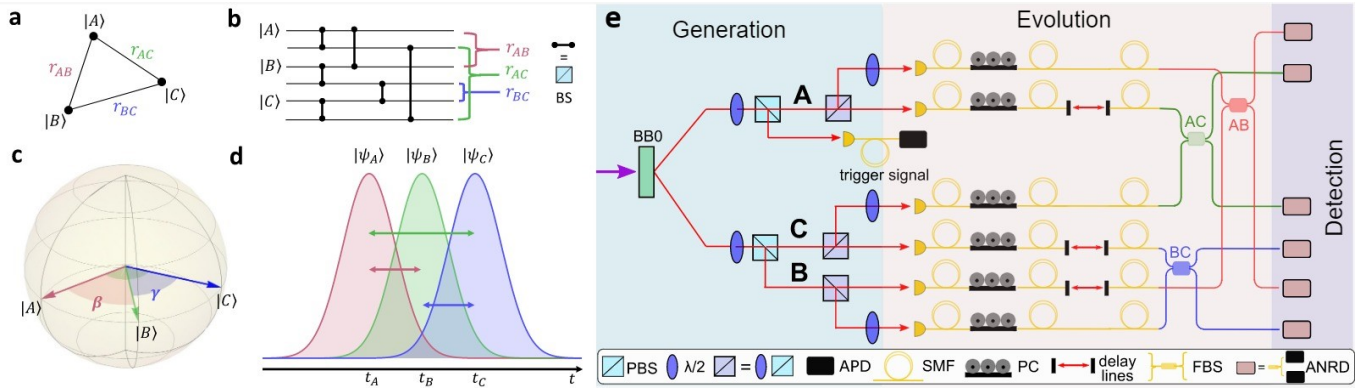 a
|A⟩
r_AB
r_AC
|B⟩
r_BC
|C⟩
b
|A⟩
|B⟩
|C⟩
r_AB
r_AC
r_BC
=
BS
c
|A⟩
β
|B⟩
γ
|C⟩
d
|ψ_A⟩ |ψ_B⟩ |ψ_C⟩
t_A t_B t_C t
e
Generation Evolution
Detection
BBO
A
trigger signal
C
B
AC
AB
BC
PBS λ/2 = APD SMF PC delay lines FBS = ANRD